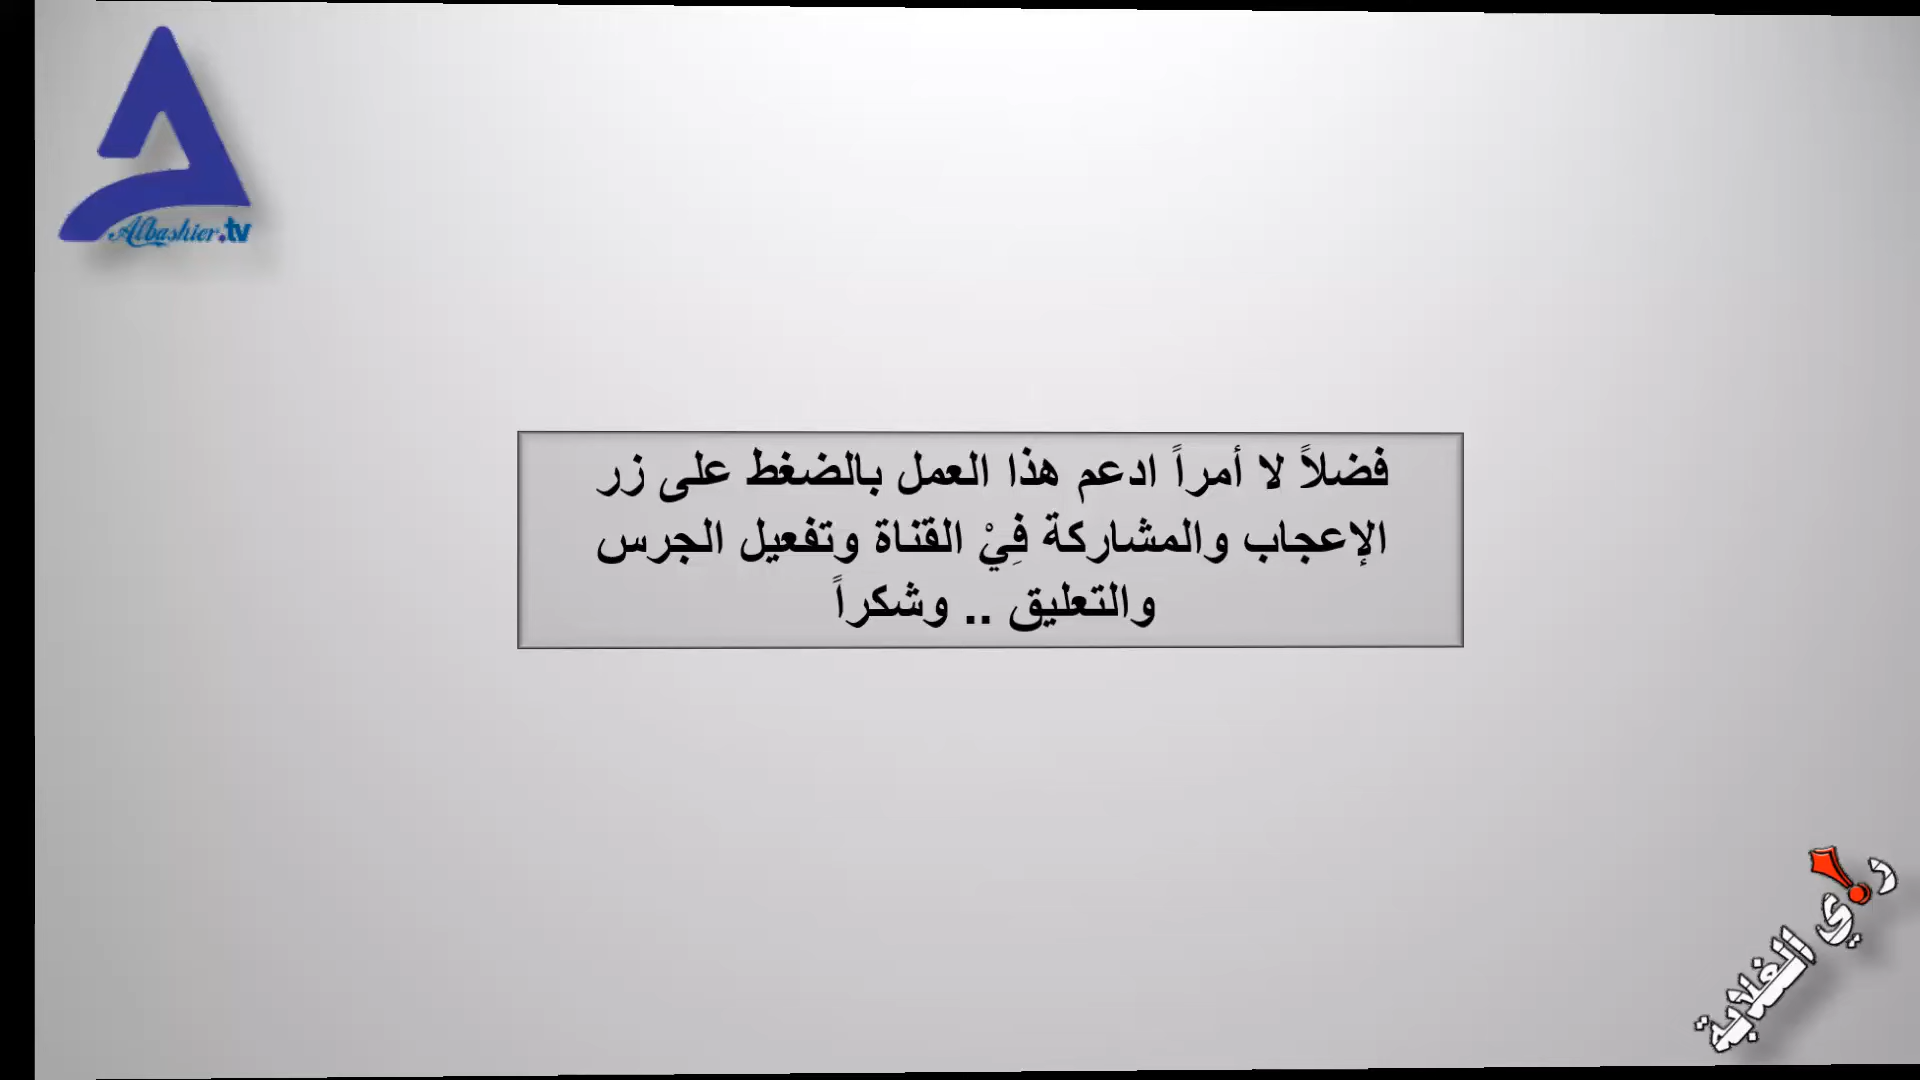 Albashier.tv
فضلاً لا أمراً ادعم هذا العمل بالضغط على زر
الإعجاب والمشاركة فِيْ القناة وتفعيل الجرس
والتعليق .. وشكراً
رأي الغلابة